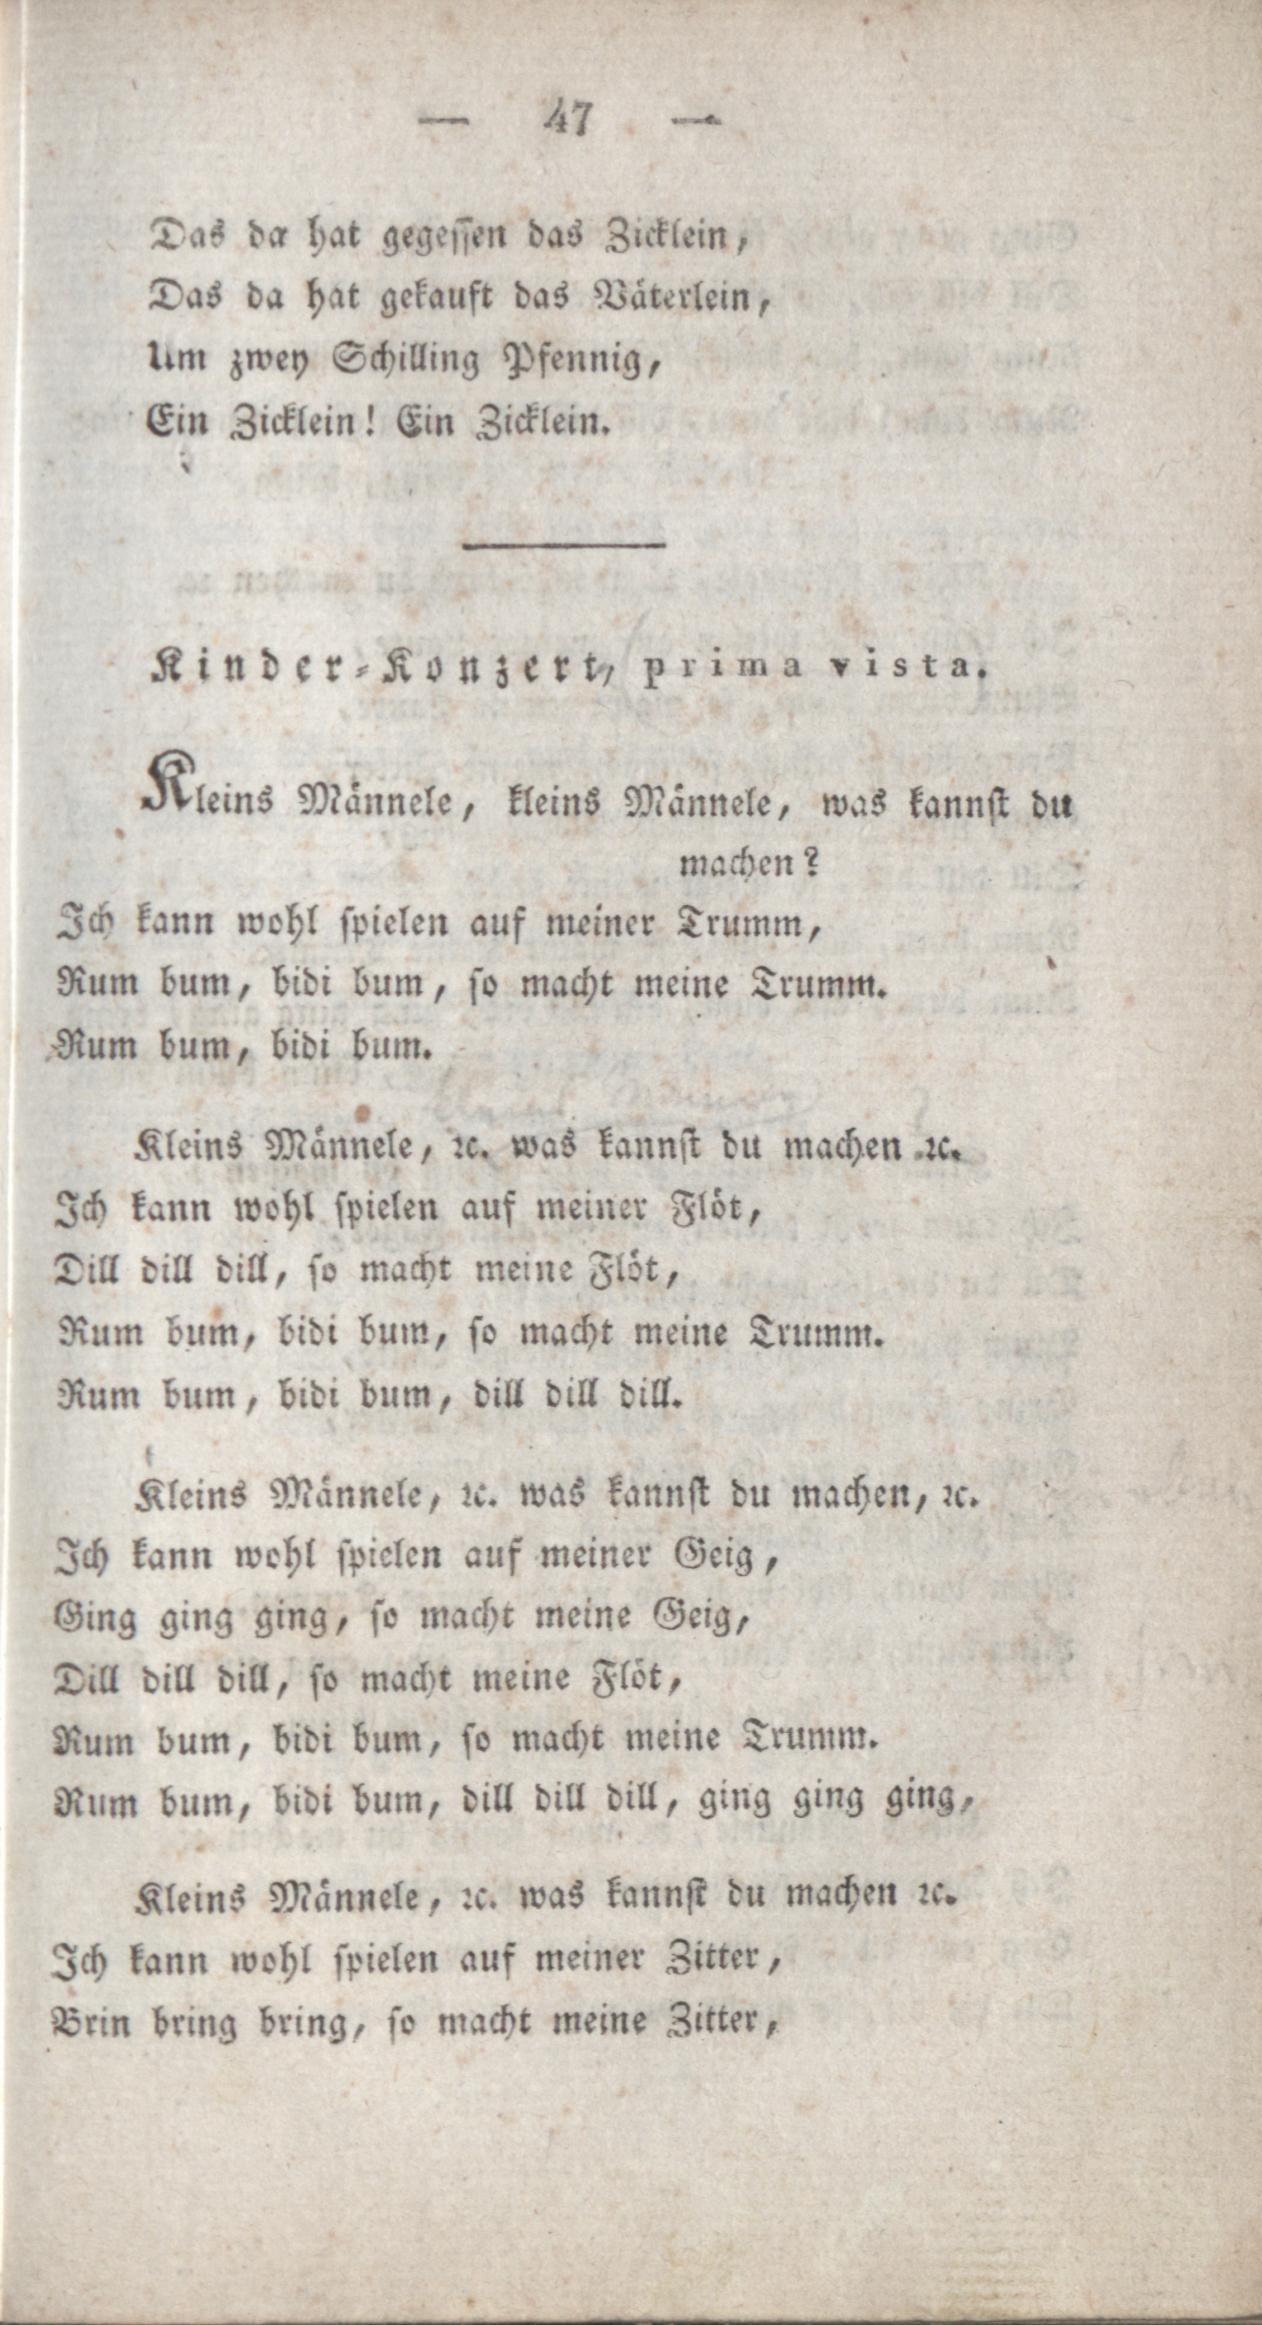 — 47 —
Das da hat gegessen das Zicklein,
Das da hat gekauft das Väterlein,
Um zwey Schilling Pfennig,
Ein Zicklein! Ein Zicklein.
Kinder-Konzert, prima vista.
Kleins Männele, kleins Männele, was kannst du
machen?
Ich kann wohl spielen auf meiner Trumm,
Rum bum, bidi bum, so macht meine Trumm.
Rum bum, bidi bum.
Kleins Männele, ꝛc. was kannst du machen ꝛc.
Ich kann wohl spielen auf meiner Flöt,
Dill dill dill, so macht meine Flöt,
Rum bum, bidi bum, so macht meine Trumm.
Rum bum, bidi bum, dill dill dill.
Kleins Männele, ꝛc. was kannst du machen, ꝛc.
Ich kann wohl spielen auf meiner Geig,
Ging ging ging, so macht meine Geig,
Dill dill dill, so macht meine Flöt,
Rum bum, bidi bum, so macht meine Trumm.
Rum bum, bidi bum, dill dill dill, ging ging ging,
Kleins Männele, ꝛc. was kannst du machen ꝛc.
Ich kann wohl spielen auf meiner Zitter,
Brin bring bring, so macht meine Zitter,